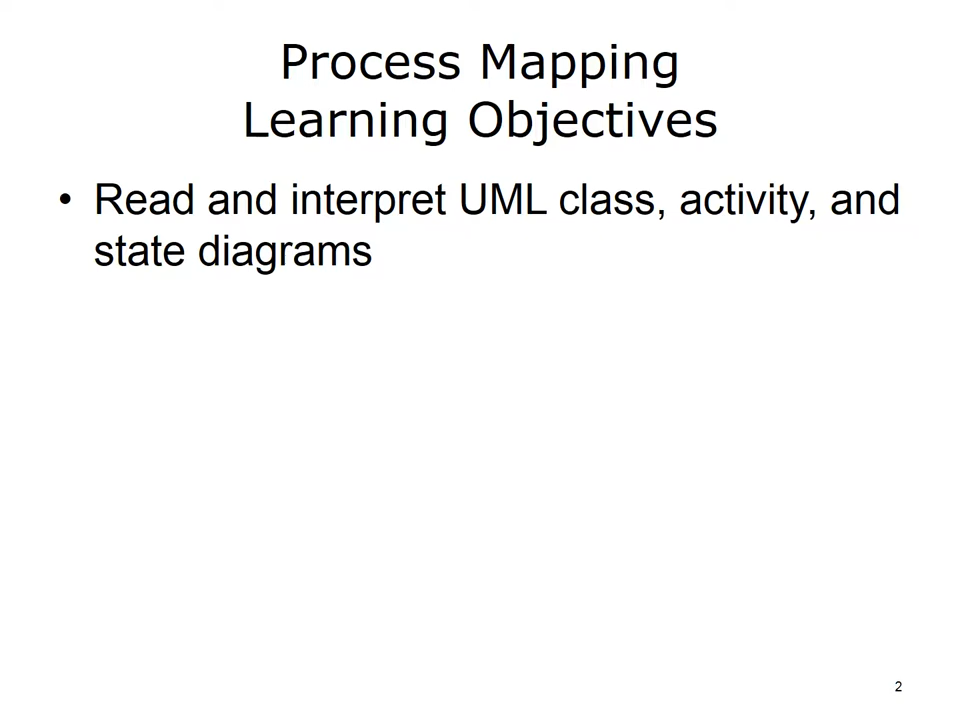 Process Mapping
Learning Objectives
• Read and interpret UML class, activity, and
state diagrams
2